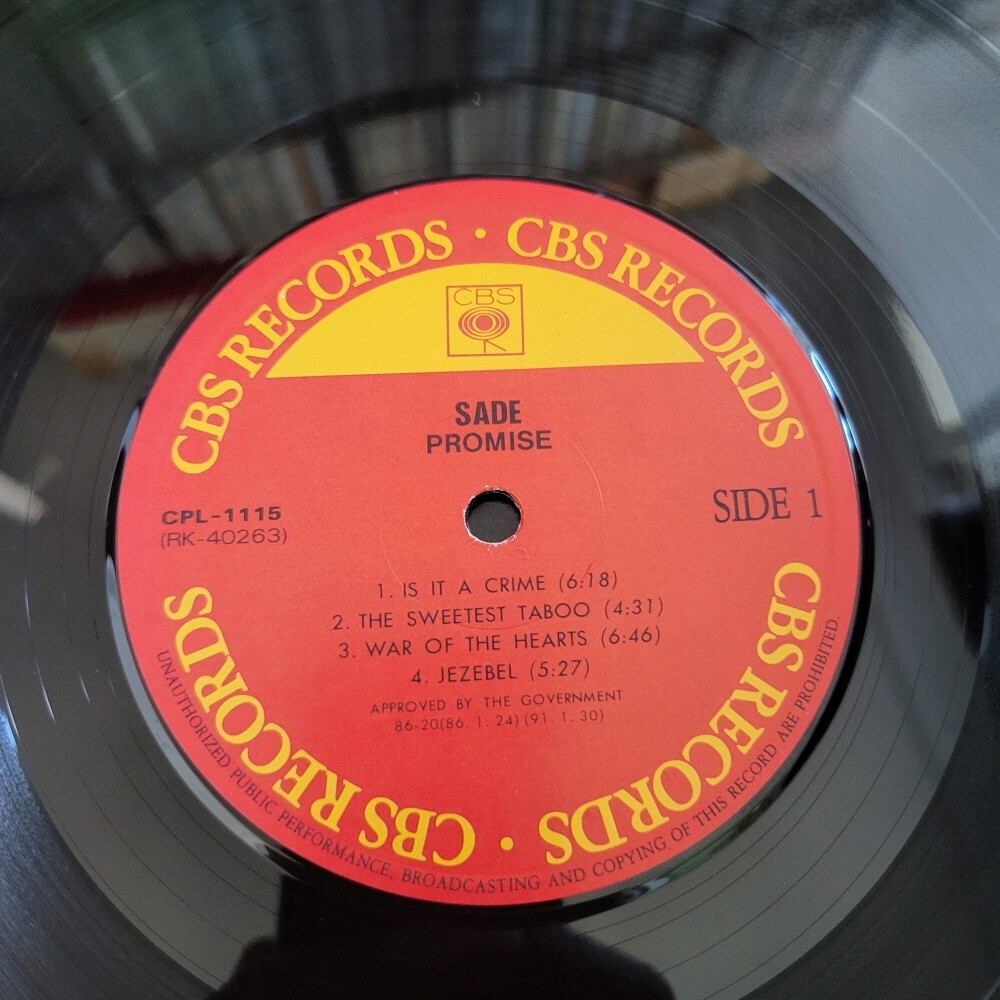 CBS RECORDS · CBS RECORDS
CBS
SADE
PROMISE
CPL-1115
(RK-40263)
SIDE 1
1. IS IT A CRIME (6:18)
2. THE SWEETEST TABOO (4:31)
3. WAR OF THE HEARTS (6:46)
4. JEZEBEL (5:27)
APPROVED BY THE GOVERNMENT
86-20(86. 1. 24) (91. 1. 30)
CBS RECORDS · CBS RECORDS
UNAUTHORIZED PUBLIC PERFORMANCE, BROADCASTING AND COPYING OF THIS RECORD ARE PROHIBITED.